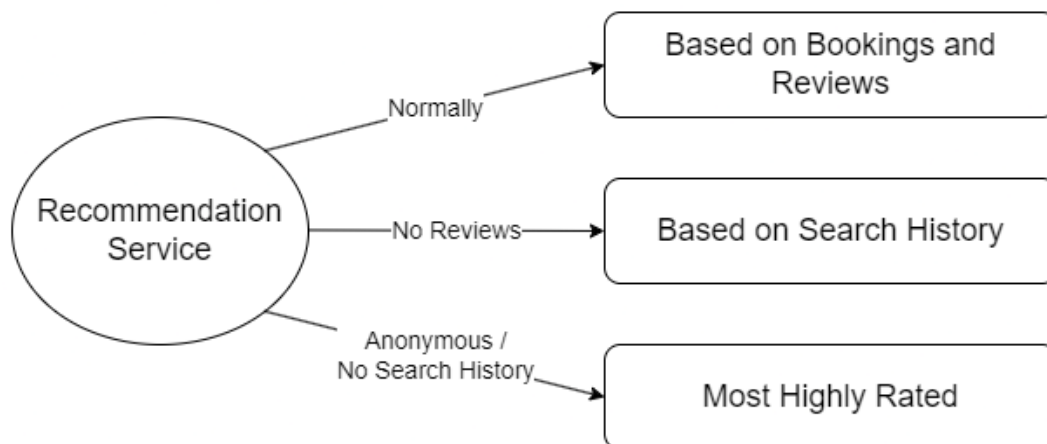 Based on Bookings and
Reviews
Normally
Recommendation
Service
No Reviews
Based on Search History
Anonymous /
No Search History
Most Highly Rated